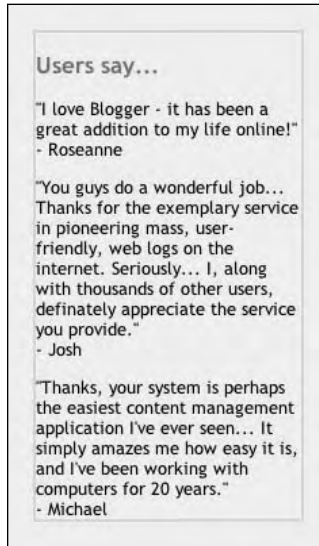 Users say...
"I love Blogger - it has been a
great addition to my life online!"
- Roseanne
"You guys do a wonderful job...
Thanks for the exemplary service
in pioneering mass, user-
friendly, web logs on the
internet. Seriously... I, along
with thousands of other users,
definately appreciate the service
you provide."
- Josh
"Thanks, your system is perhaps
the easiest content management
application I've ever seen... It
simply amazes me how easy it is,
and I've been working with
computers for 20 years."
- Michael